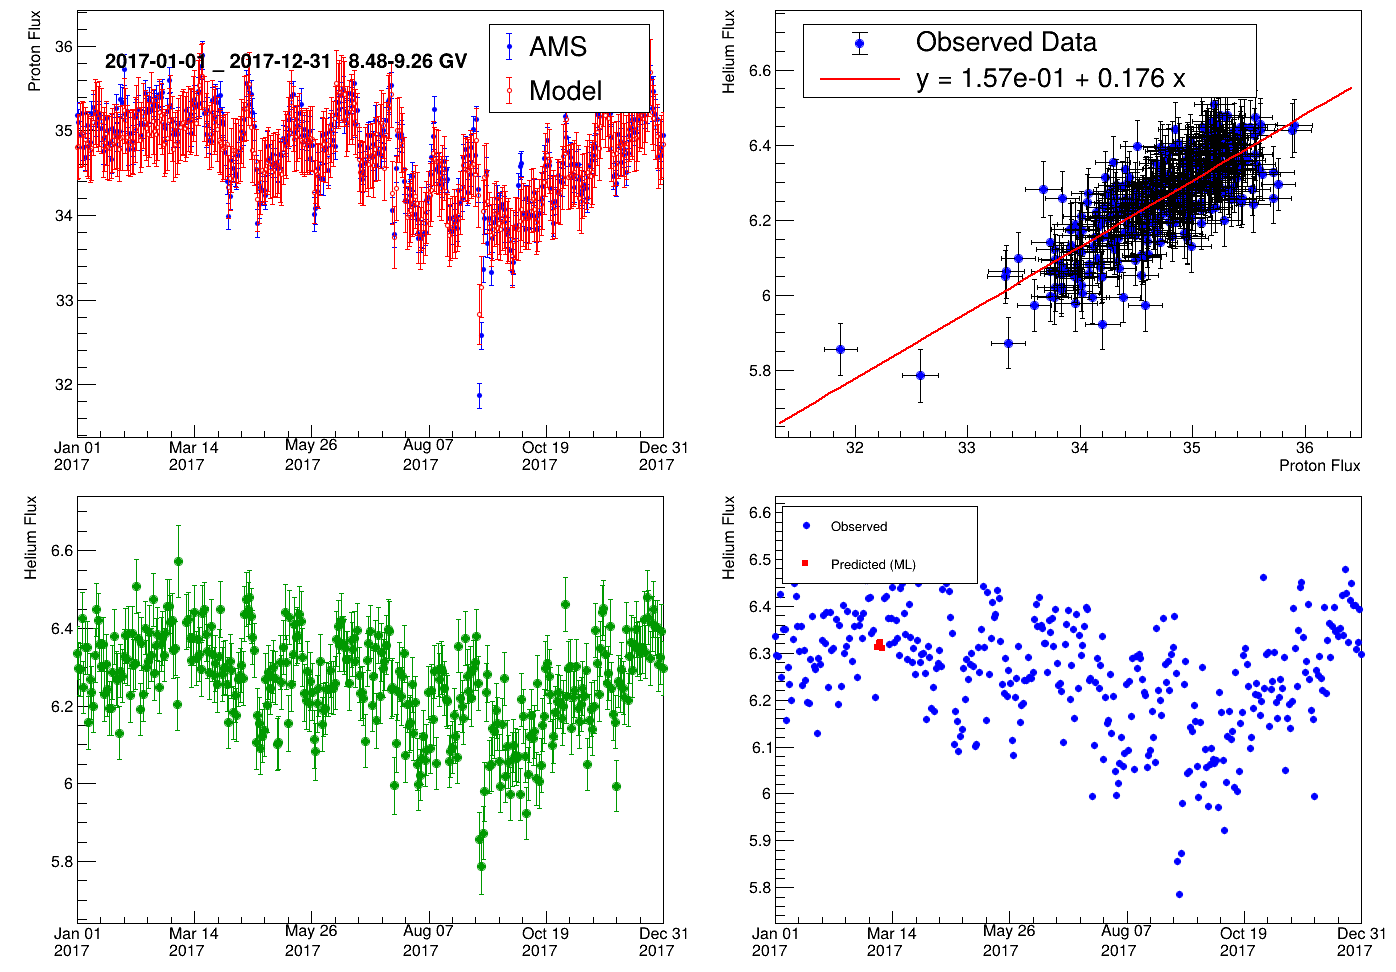 Proton Flux
36
35
34
33
32
2017-01-01 _ 2017-12-31 8.48-9.26 GV
AMS
Model
Jan 01
2017
Mar 14
2017
May 26
2017
Aug 07
2017
Oct 19
2017
Dec 31
2017
Helium Flux
6.6
6.4
6.2
6
5.8
Observed Data
y = 1.57e-01 + 0.176 x
32
33
34
35
36
Proton Flux
Helium Flux
6.6
6.4
6.2
6
5.8
Jan 01
2017
Mar 14
2017
May 26
2017
Aug 07
2017
Oct 19
2017
Dec 31
2017
Helium Flux
6.6
6.5
6.4
6.3
6.2
6.1
6
5.9
5.8
Observed
Predicted (ML)
Jan 01
2017
Mar 14
2017
May 26
2017
Aug 07
2017
Oct 19
2017
Dec 31
2017